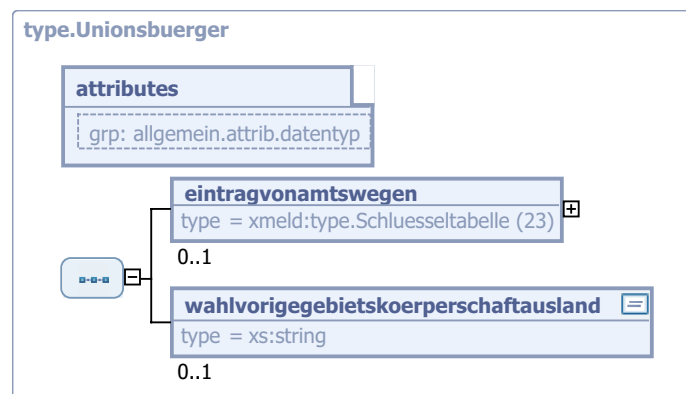 type.Unionsbuerger
attributes
grp: allgemein.attrib.datentyp
eintragvonamtswegen
type = xmeld:type.Schluesseltabelle (23)
0..1
wahlvorigegebietskoerperschaftausland
type = xs:string
0..1